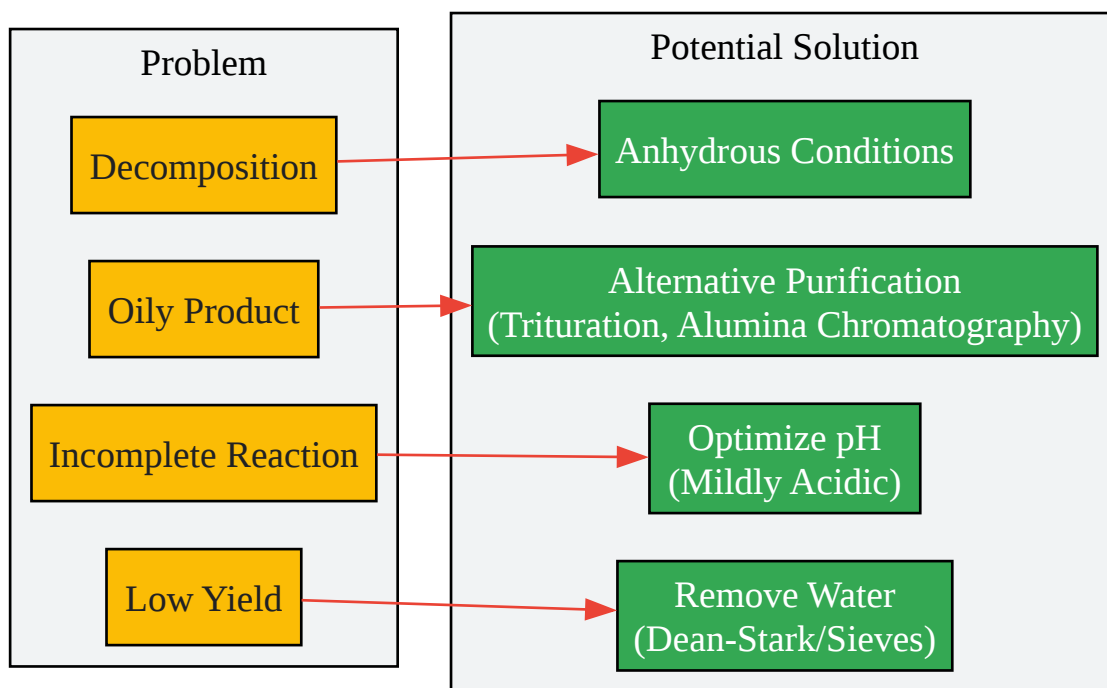 Problem
Decomposition
Oily Product
Incomplete Reaction
Low Yield
Potential Solution
Anhydrous Conditions
Alternative Purification
(Trituration, Alumina Chromatography)
Optimize pH
(Mildly Acidic)
Remove Water
(Dean-Stark/Sieves)